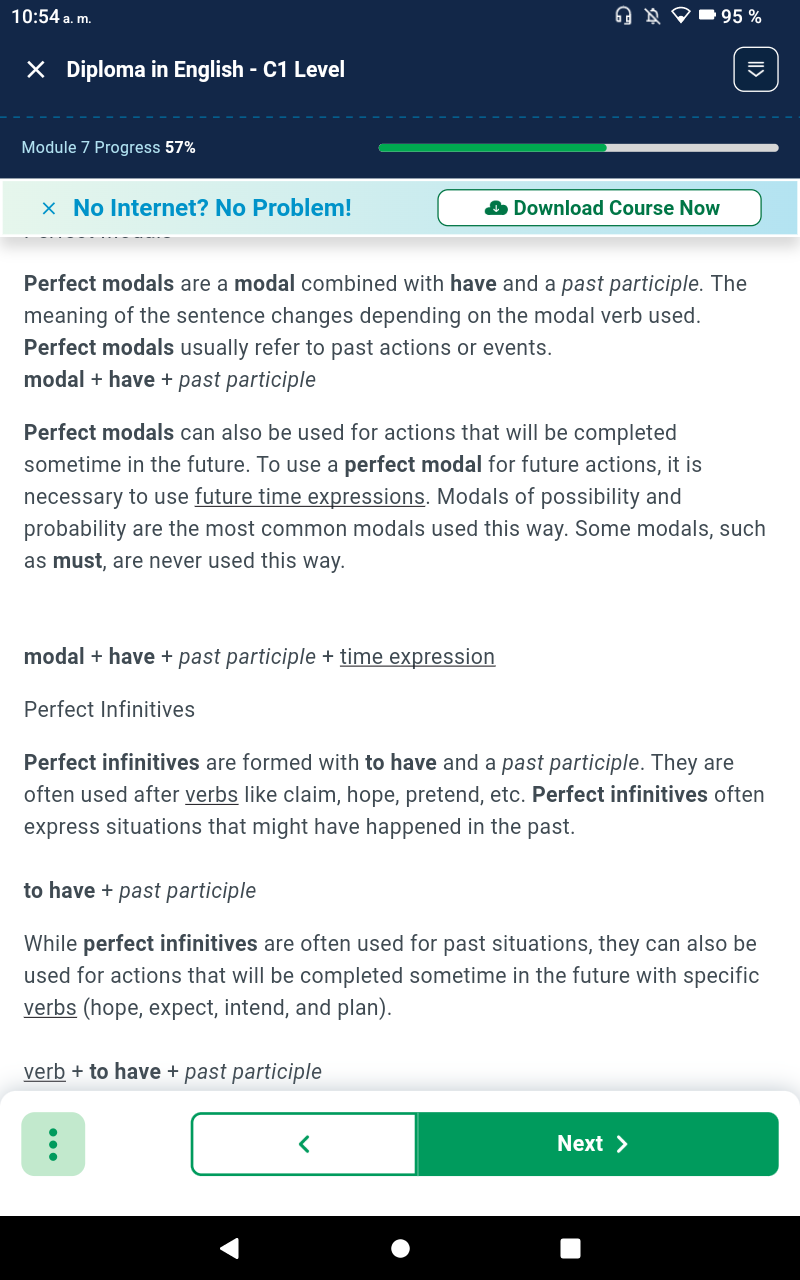 10:54 a. m.
95 %
Diploma in English - C1 Level
Module 7 Progress 57%
No Internet? No Problem!
Download Course Now
Perfect modals are a modal combined with have and a past participle. The
meaning of the sentence changes depending on the modal verb used.
Perfect modals usually refer to past actions or events.
modal + have + past participle
Perfect modals can also be used for actions that will be completed
sometime in the future. To use a perfect modal for future actions, it is
necessary to use future time expressions. Modals of possibility and
probability are the most common modals used this way. Some modals, such
as must, are never used this way.
modal + have + past participle + time expression
Perfect Infinitives
Perfect infinitives are formed with to have and a past participle. They are
often used after verbs like claim, hope, pretend, etc. Perfect infinitives often
express situations that might have happened in the past.
to have + past participle
While perfect infinitives are often used for past situations, they can also be
used for actions that will be completed sometime in the future with specific
verbs (hope, expect, intend, and plan).
verb + to have + past participle
Next